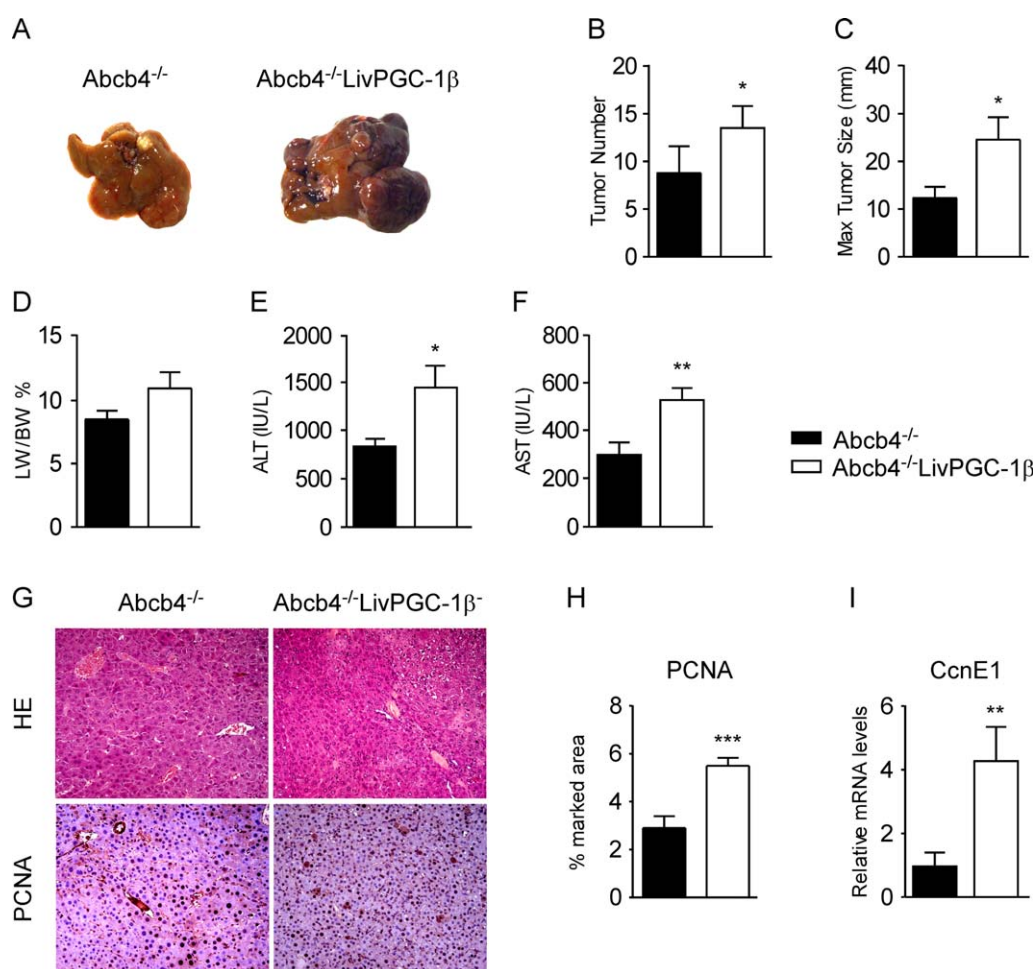 A
Abcb4-/-
Abcb4-/-LivPGC-1β
B
Tumor Number
20
15
10
5
0
*
C
Max Tumor Size (mm)
40
30
20
10
0
*
D
LW/BW %
15
10
5
0
E
ALT (IU/L)
2000
1500
1000
500
0
*
F
AST (IU/L)
800
600
400
200
0
**
Abcb4-/-
Abcb4-/-LivPGC-1β
G
Abcb4-/-
Abcb4-/-LivPGC-1β-
HE
PCNA
H
PCNA
% marked area
8
6
4
2
0
***
I
CcnE1
Relative mRNA levels
6
4
2
0
**